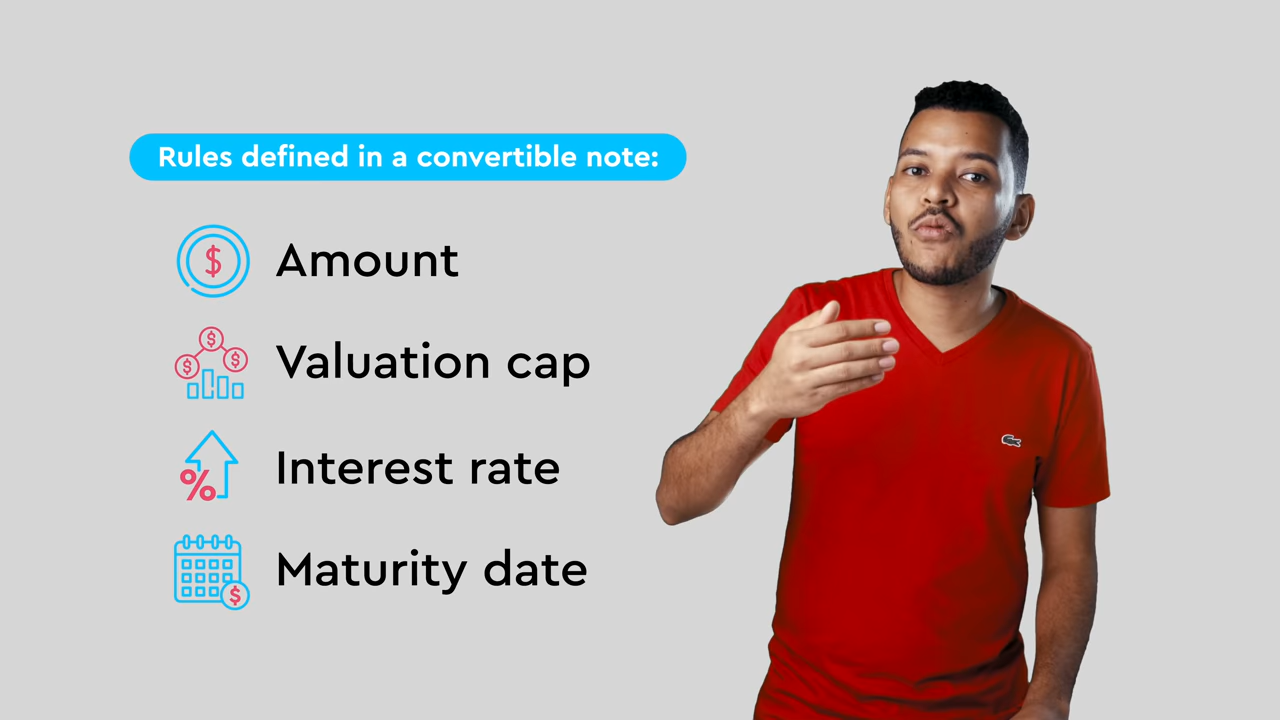 Rules defined in a convertible note:
Amount
Valuation cap
Interest rate
Maturity date